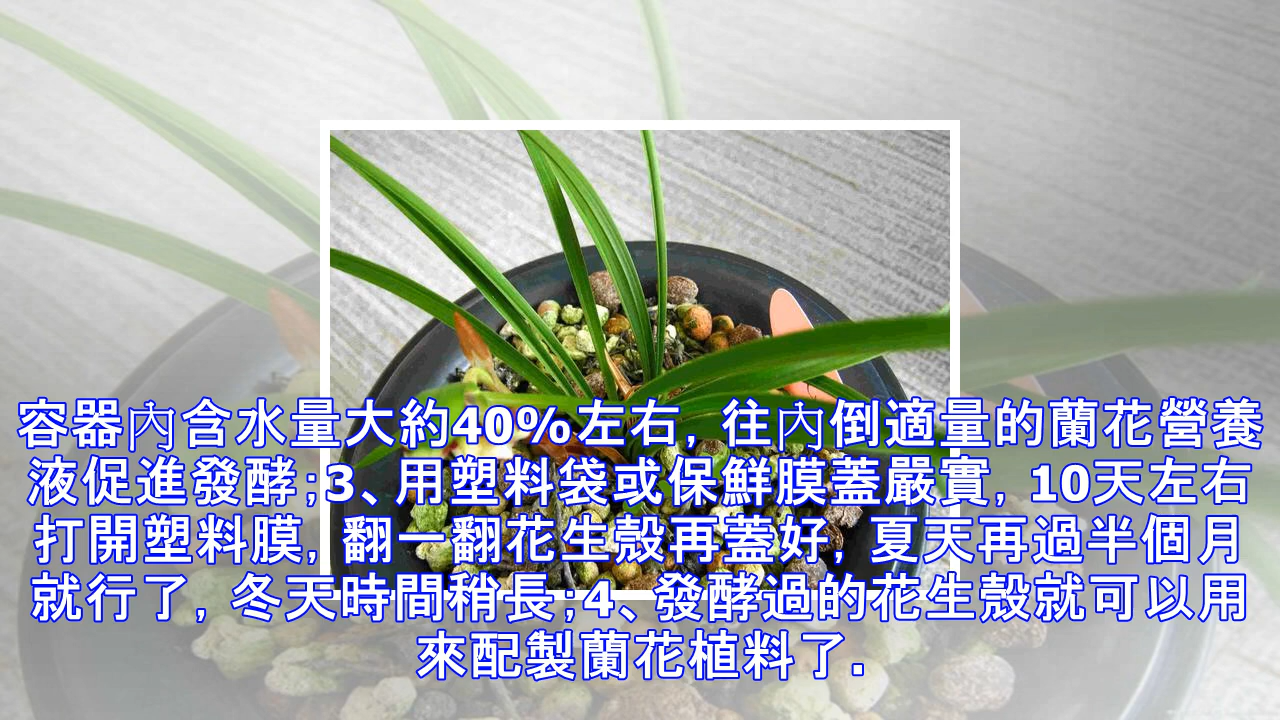 容器內含水量大約40%左右, 往內倒適量的蘭花營養
液促進發酵;3、用塑料袋或保鮮膜蓋嚴實, 10天左右
打開塑料膜, 翻一翻花生殼再蓋好, 夏天再過半個月
就行了, 冬天時間稍長;4、發酵過的花生殼就可以用
來配製蘭花植料了.